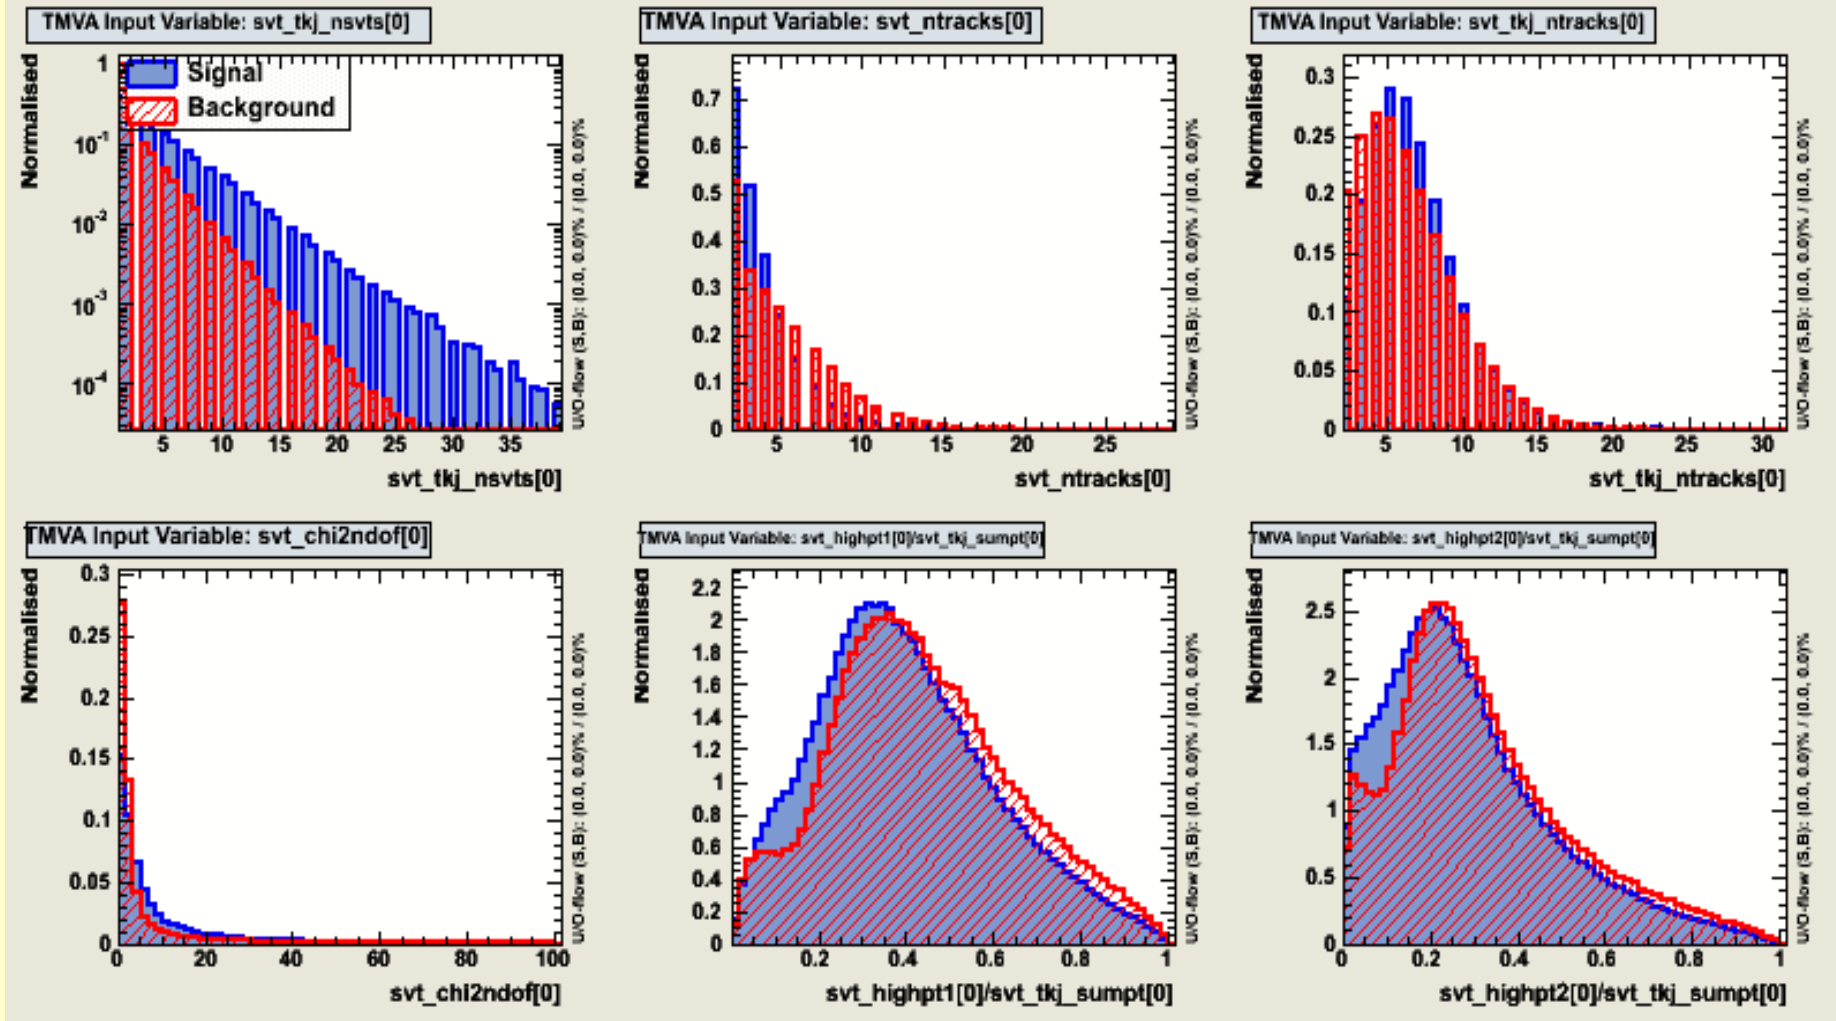 TMVA Input Variable: svt_tkj_nsvts[0]
Normalised
1
10-1
10-2
10-3
10-4
Signal
Background
5 10 15 20 25 30 35
svt_tkj_nsvts[0]
U/O-flow (S,B): (0.0, 0.0)% / (0.0, 0.0)%
TMVA Input Variable: svt_ntracks[0]
Normalised
0.7
0.6
0.5
0.4
0.3
0.2
0.1
0
5 10 15 20 25
svt_ntracks[0]
U/O-flow (S,B): (0.0, 0.0)% / (0.0, 0.0)%
TMVA Input Variable: svt_tkj_ntracks[0]
Normalised
0.3
0.25
0.2
0.15
0.1
0.05
0
5 10 15 20 25 30
svt_tkj_ntracks[0]
U/O-flow (S,B): (0.0, 0.0)% / (0.0, 0.0)%
TMVA Input Variable: svt_chi2ndof[0]
Normalised
0.3
0.25
0.2
0.15
0.1
0.05
0
0 20 40 60 80 100
svt_chi2ndof[0]
U/O-flow (S,B): (0.0, 0.0)% / (0.0, 0.0)%
TMVA Input Variable: svt_highpt1[0]/svt_tkj_sumpt[0]
Normalised
2.2
2
1.8
1.6
1.4
1.2
1
0.8
0.6
0.4
0.2
0
0.2 0.4 0.6 0.8 1
svt_highpt1[0]/svt_tkj_sumpt[0]
U/O-flow (S,B): (0.0, 0.0)% / (0.0, 0.0)%
TMVA Input Variable: svt_highpt2[0]/svt_tkj_sumpt[0]
Normalised
2.5
2
1.5
1
0.5
0
0 0.2 0.4 0.6 0.8 1
svt_highpt2[0]/svt_tkj_sumpt[0]
U/O-flow (S,B): (0.0, 0.0)% / (0.0, 0.0)%